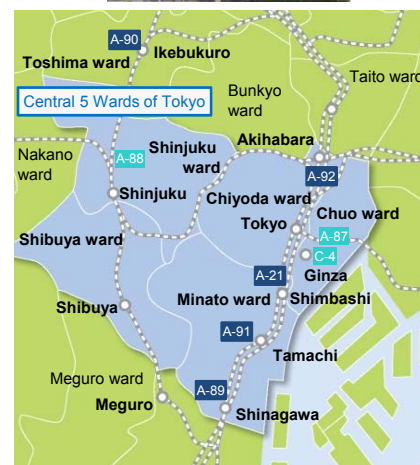 A-90
Ikebukuro
Toshima ward
Taito ward
Bunkyo
ward
Central 5 Wards of Tokyo
Akihabara
Nakano
ward
A-88
Shinjuku
ward
A-92
Shinjuku
Chiyoda ward
Chuo ward
Tokyo
A-87
Shibuya ward
C-4
A-21
Ginza
Minato ward
Shimbashi
Shibuya
A-91
Tamachi
Meguro ward
A-89
Meguro
Shinagawa